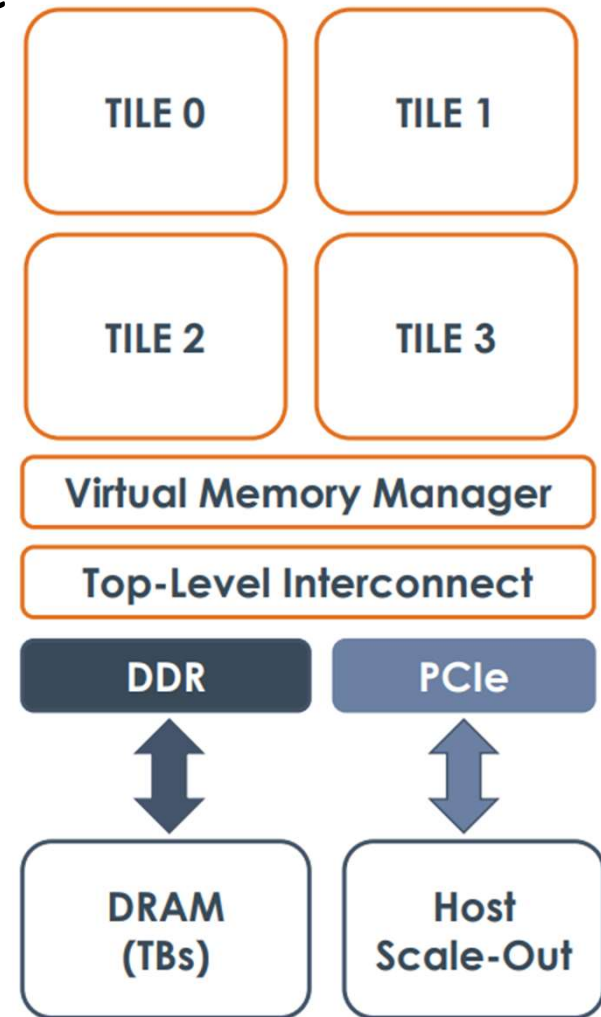 TILE 0
TILE 1
TILE 2
TILE 3
Virtual Memory Manager
Top-Level Interconnect
DDR
PCIe
DRAM
(TBs)
Host
Scale-Out